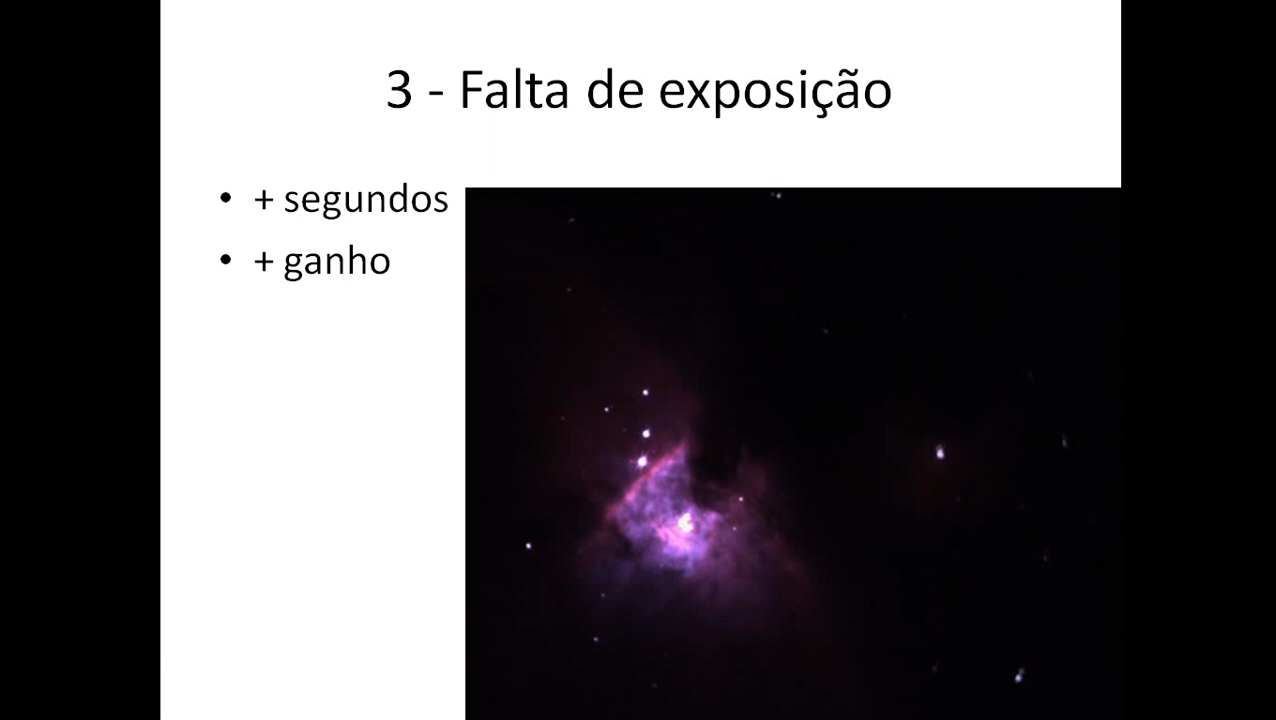 3 - Falta de exposição
• + segundos
• + ganho